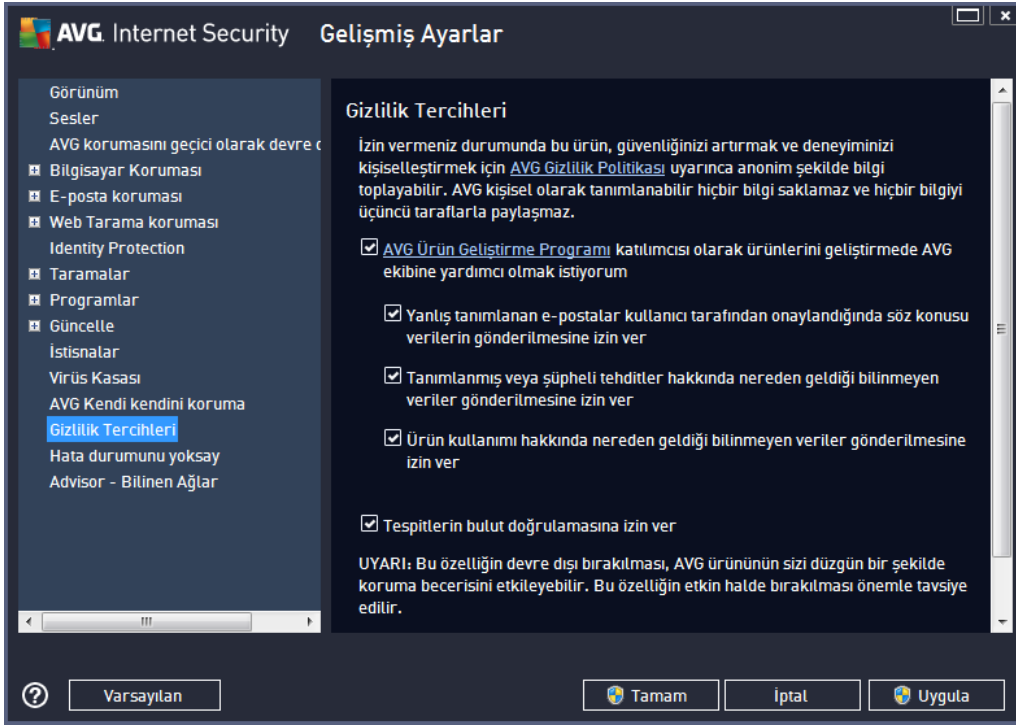 AVG. Internet Security Gelişmiş Ayarlar
Görünüm
Sesler
AVG korumasını geçici olarak devre
Bilgisayar Koruması
E-posta koruması
Web Tarama koruması
Identity Protection
Taramalar
Programlar
Güncelle
İstisnalar
Virüs Kasası
AVG Kendi kendini koruma
Gizlilik Tercihleri
Hata durumunu yoksay
Advisor - Bilinen Ağlar
Gizlilik Tercihleri
İzin vermeniz durumunda bu ürün, güvenliğinizi artırmak ve deneyiminizi
kişiselleştirmek için AVG Gizlilik Politikası uyarınca anonim şekilde bilgi
toplayabilir. AVG kişisel olarak tanımlanabilir hiçbir bilgi saklamaz ve hiçbir bilgiyi
üçüncü taraflarla paylaşmaz.
AVG Ürün Geliştirme Programı katılımcısı olarak ürünlerini geliştirmede AVG
ekibine yardımcı olmak istiyorum
Yanlış tanımlanan e-postalar kullanıcı tarafından onaylandığında söz konusu
verilerin gönderilmesine izin ver
Tanımlanmış veya şüpheli tehditler hakkında nereden geldiği bilinmeyen
veriler gönderilmesine izin ver
Ürün kullanımı hakkında nereden geldiği bilinmeyen veriler gönderilmesine
izin ver
Tespitlerin bulut doğrulamasına izin ver
UYARI: Bu özelliğin devre dışı bırakılması, AVG ürününün sizi düzgün bir şekilde
koruma becerisini etkileyebilir. Bu özelliğin etkin halde bırakılması önemle tavsiye
edilir.
Varsayılan
Tamam
İptal
Uygula